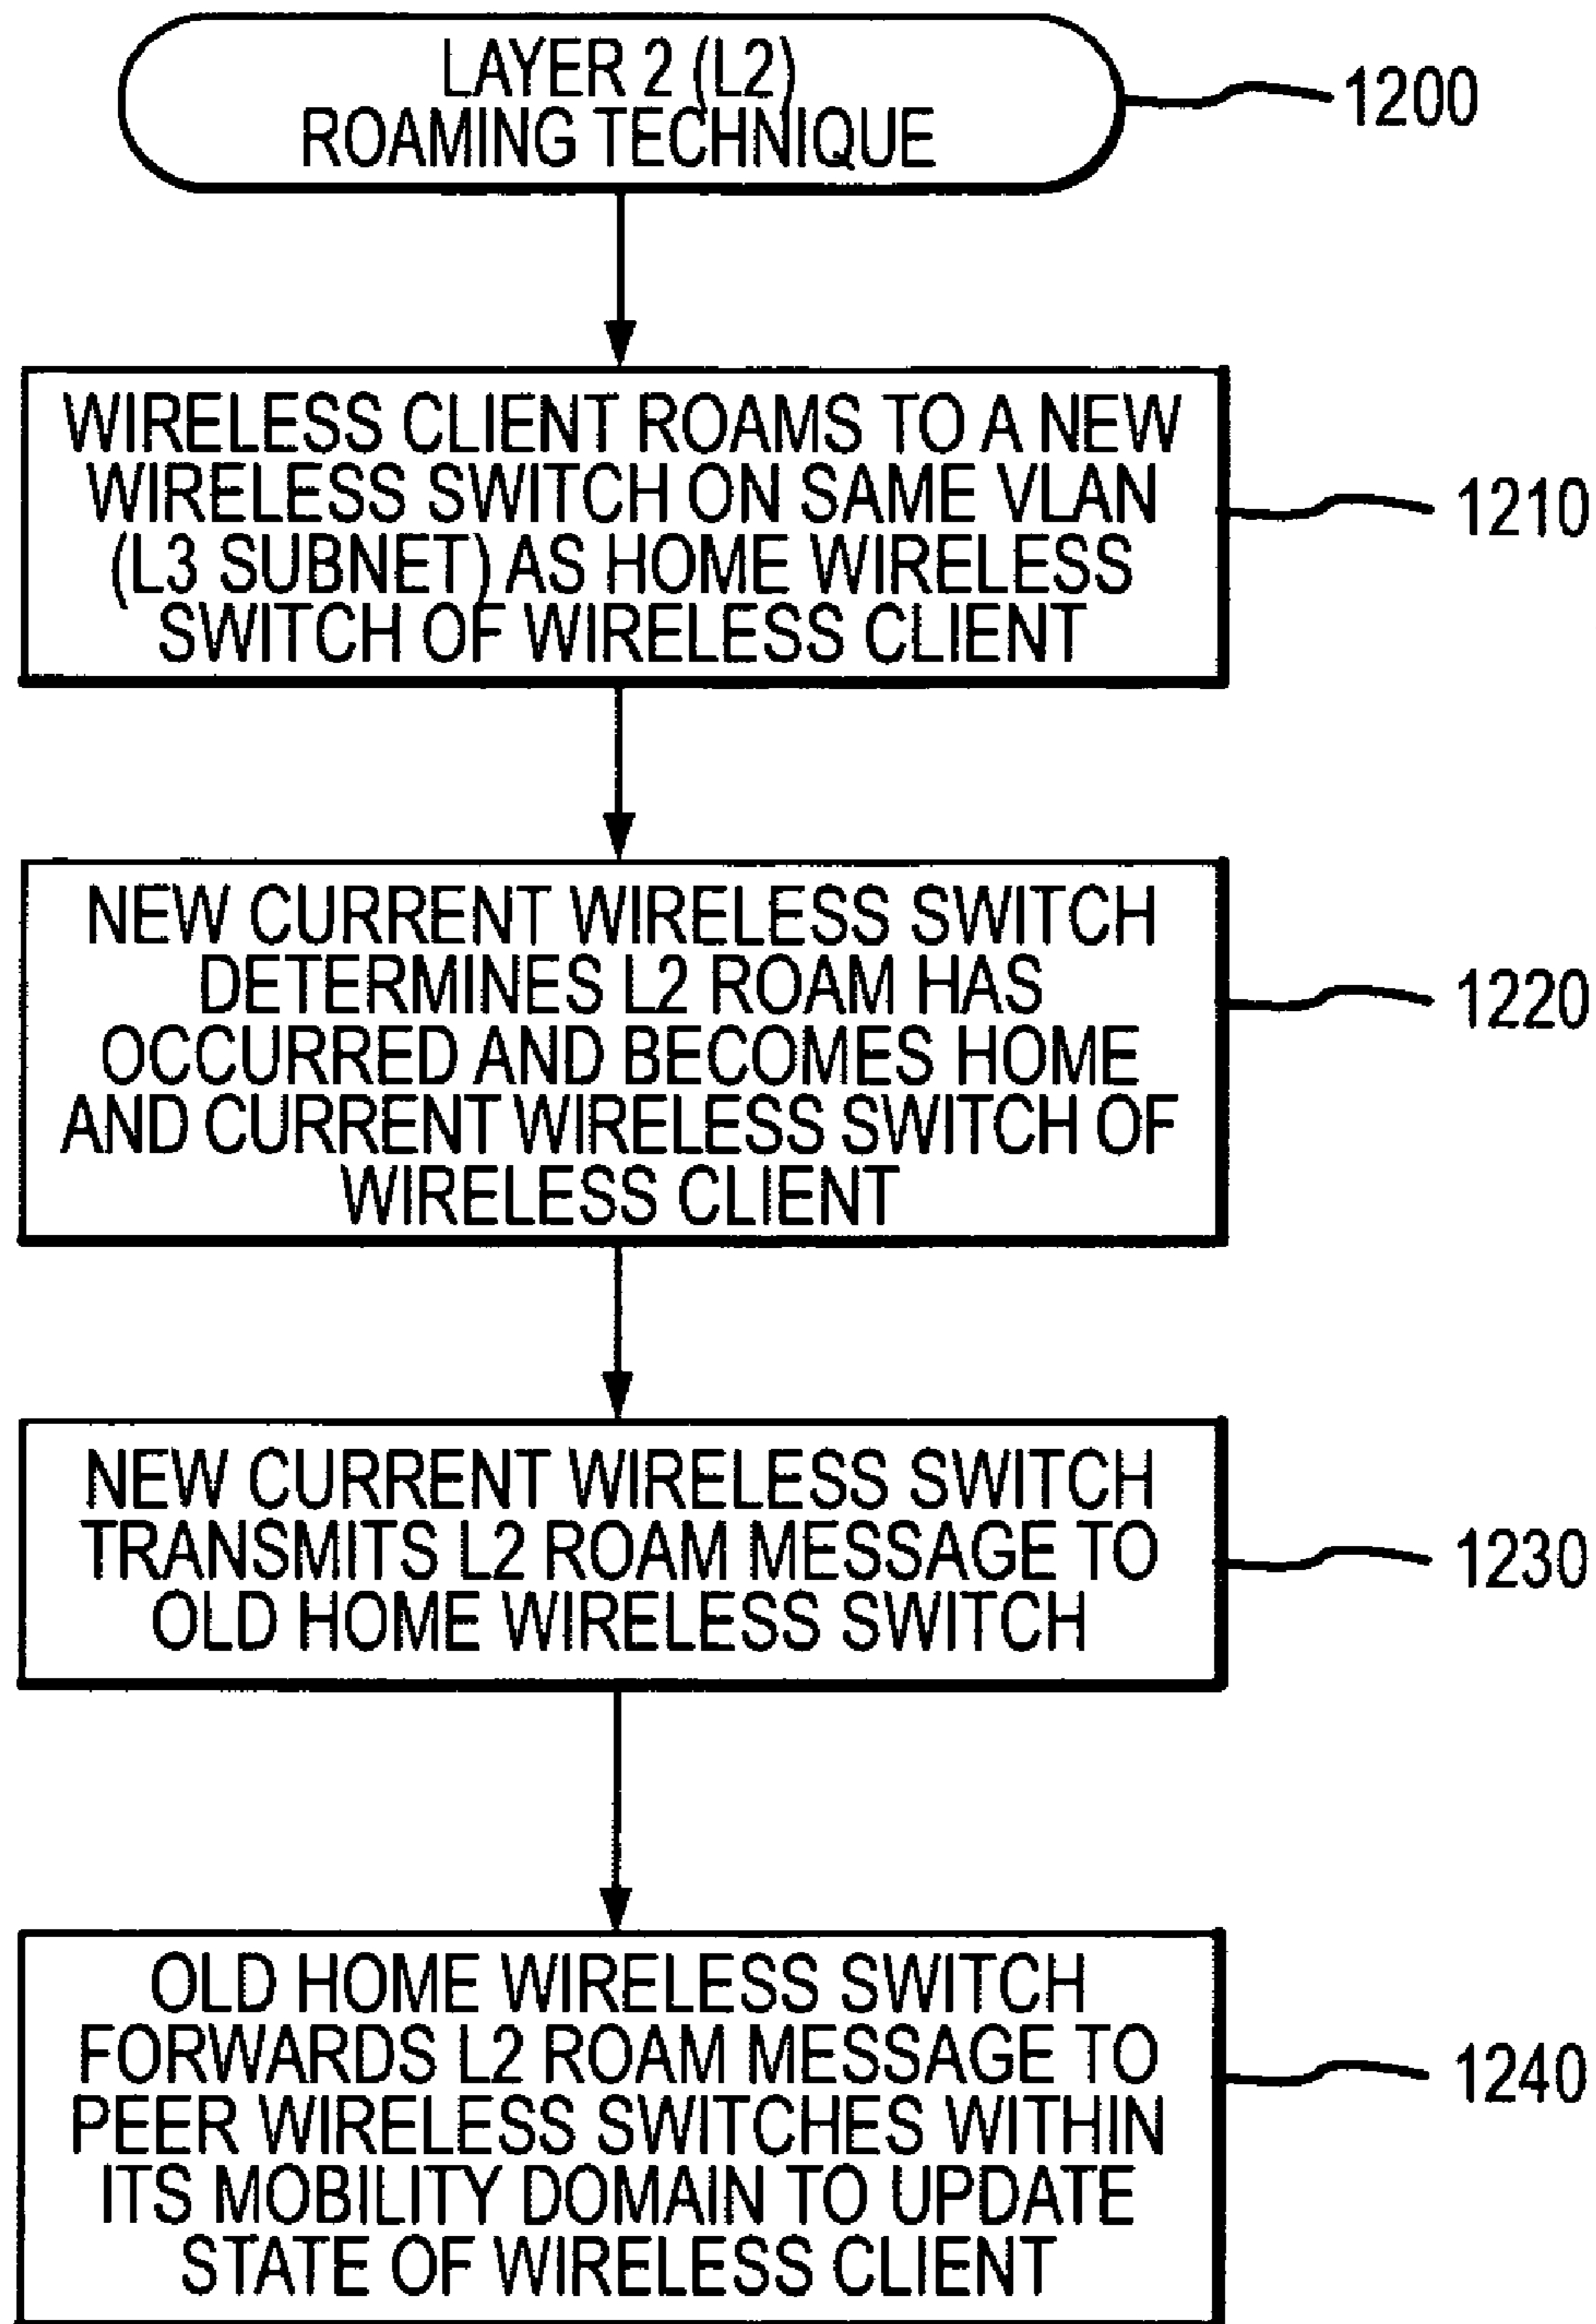 LAYER 2 (L2)
ROAMING TECHNIQUE
1200
WIRELESS CLIENT ROAMS TO A NEW
WIRELESS SWITCH ON SAME VLAN
(L3 SUBNET) AS HOME WIRELESS
SWITCH OF WIRELESS CLIENT
1210
NEW CURRENT WIRELESS SWITCH
DETERMINES L2 ROAM HAS
OCCURRED AND BECOMES HOME
AND CURRENT WIRELESS SWITCH OF
WIRELESS CLIENT
1220
NEW CURRENT WIRELESS SWITCH
TRANSMITS L2 ROAM MESSAGE TO
OLD HOME WIRELESS SWITCH
1230
OLD HOME WIRELESS SWITCH
FORWARDS L2 ROAM MESSAGE TO
PEER WIRELESS SWITCHES WITHIN
ITS MOBILITY DOMAIN TO UPDATE
STATE OF WIRELESS CLIENT
1240